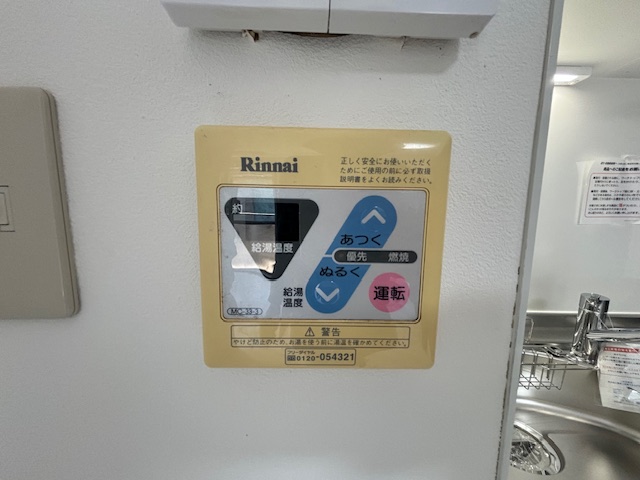 Rinnai
正しく安全にお使いいただく
ためにご使用の前に必ず取扱
説明書をよくお読みください。
約
給湯温度
あつく
優先 燃焼
ぬるく
給湯
温度
運転
MC-33-3
⚠ 警告
やけど防止のため、お湯を使う前に湯温を確かめてください。
フリーダイヤル
0120-054321